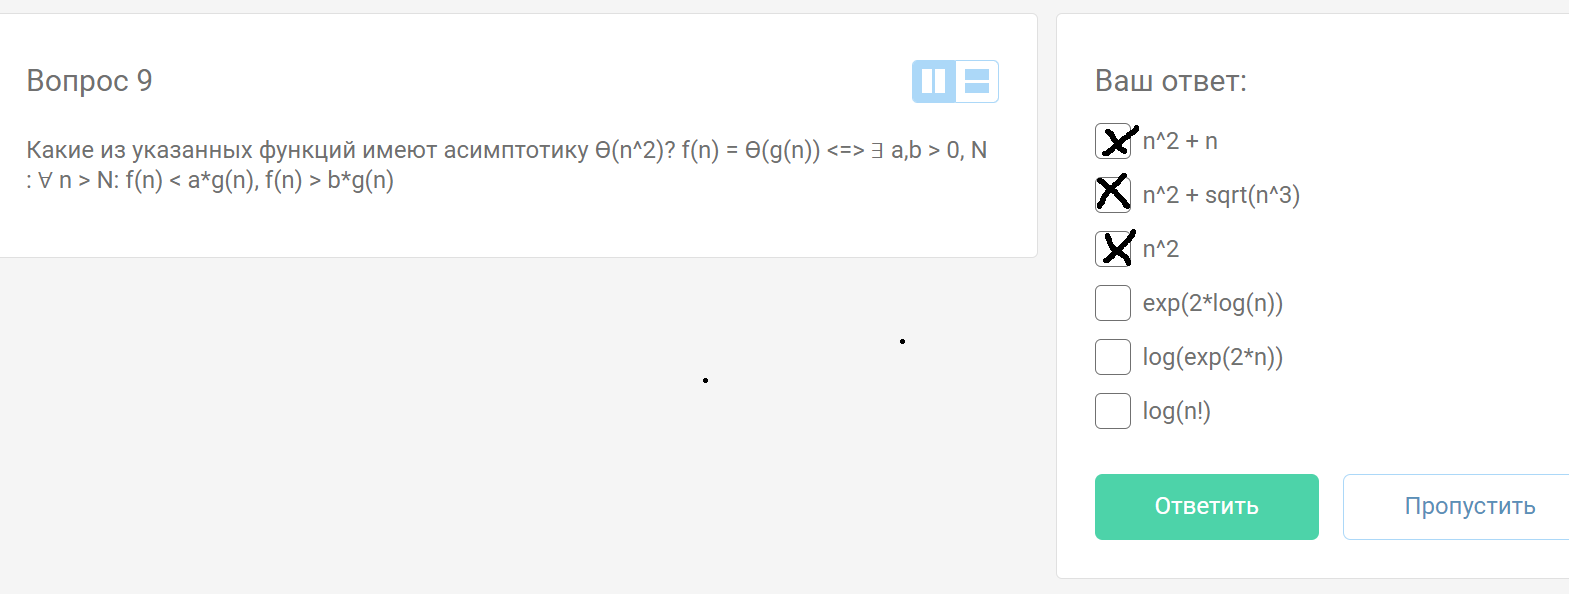 Вопрос 9
Какие из указанных функций имеют асимптотику Ө(n^2)? f(n) = Ө(g(n)) <=> ∃ a,b > 0, N
: ∀ n > N: f(n) < a*g(n), f(n) > b*g(n)
Ваш ответ:
n^2 + n
n^2 + sqrt(n^3)
n^2
exp(2*log(n))
log(exp(2*n))
log(n!)
Ответить
Пропустить